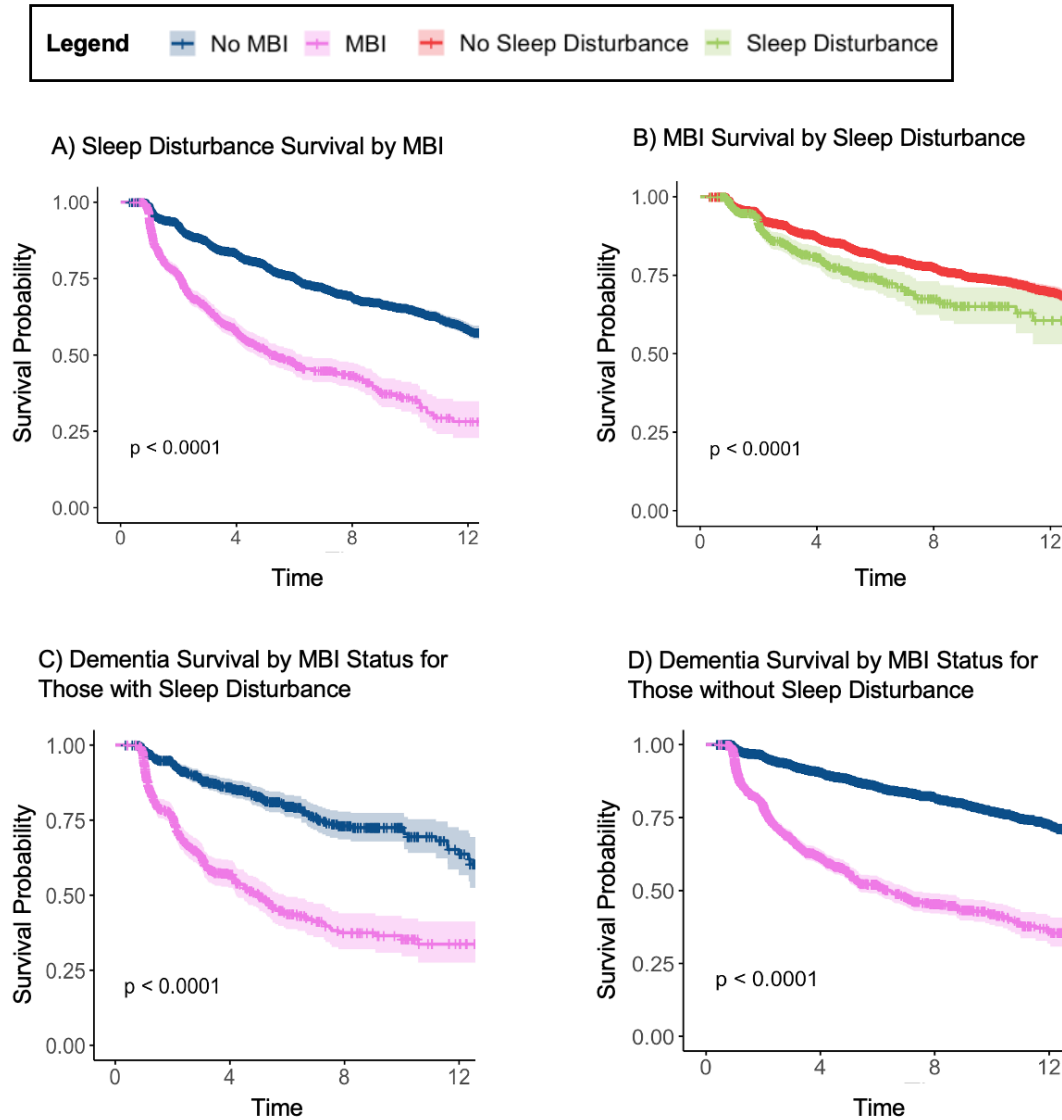 Legend No MBI MBI No Sleep Disturbance Sleep Disturbance
A) Sleep Disturbance Survival by MBI
Survival Probability
1.00
0.75
0.50
0.25
0.00
p < 0.0001
0 4 8 12
Time
B) MBI Survival by Sleep Disturbance
Survival Probability
1.00
0.75
0.50
0.25
0.00
p < 0.0001
0 4 8 12
Time
C) Dementia Survival by MBI Status for
Those with Sleep Disturbance
Survival Probability
1.00
0.75
0.50
0.25
0.00
p < 0.0001
0 4 8 12
Time
D) Dementia Survival by MBI Status for
Those without Sleep Disturbance
Survival Probability
1.00
0.75
0.50
0.25
0.00
p < 0.0001
0 4 8 12
Time